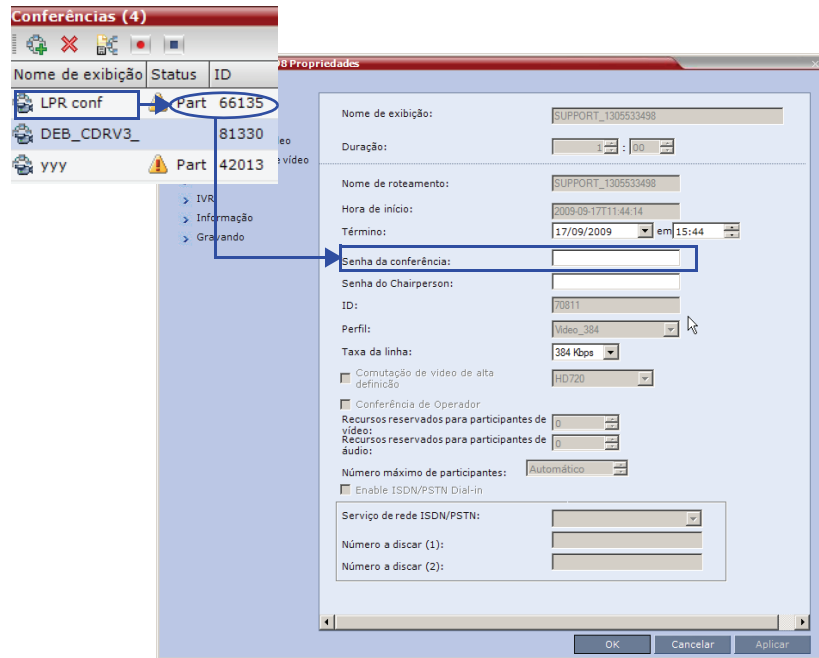 Conferências (4)
Nome de exibição Status ID
LPR conf Part 66135
DEB_CDRV3_ 81330
yyy Part 42013
8 Propriedades
eo
e vídeo
IVR
Informação
Gravando
Nome de exibição: SUPPORT_1305533498
Duração: 1 : 00
Nome de roteamento: SUPPORT_1305533498
Hora de início: 2009-09-17T11:44:14
Término: 17/09/2009 em 15:44
Senha da conferência:
Senha do Chairperson:
ID: 70811
Perfil: Video_384
Taxa da linha: 384 Kbps
Comutação de video de alta
definicão HD720
Conferência de Operador
Recursos reservados para participantes de
vídeo: 0
Recursos reservados para participantes de
áudio: 0
Número máximo de participantes: Automático
Enable ISDN/PSTN Dial-in
Serviço de rede ISDN/PSTN:
Número a discar (1):
Número a discar (2):
OK Cancelar Aplicar